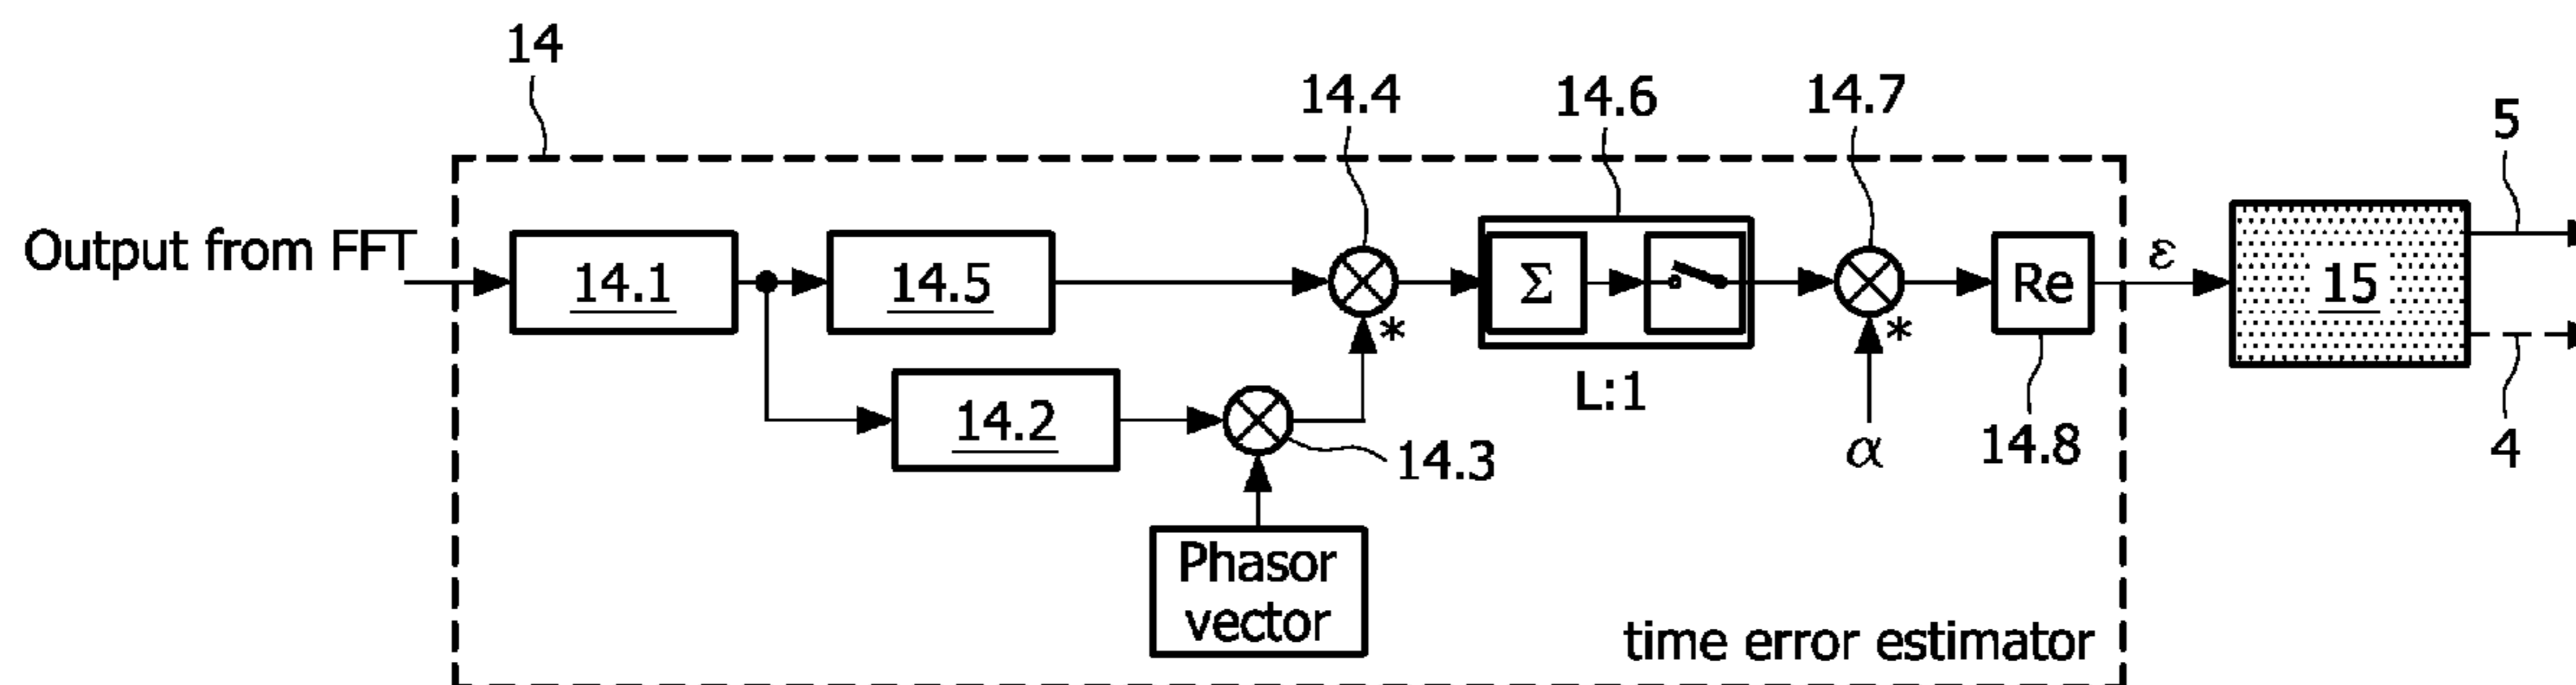 14
14.4
14.6
14.7
5
Output from FFT
14.1
14.5
*
Σ
*
Re
ε
15
L:1
14.2
14.3
α
14.8
4
Phasor
vector
time error estimator